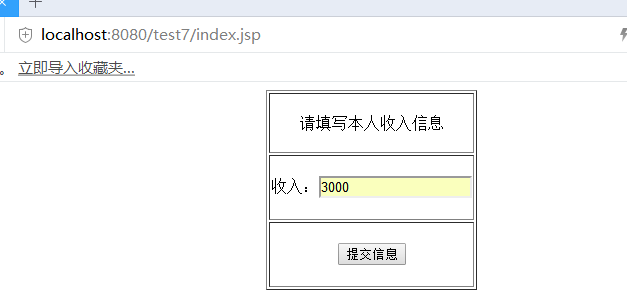 localhost:8080/test7/index.jsp
。 立即导入收藏夹...
请填写本人收入信息
收入：3000
提交信息